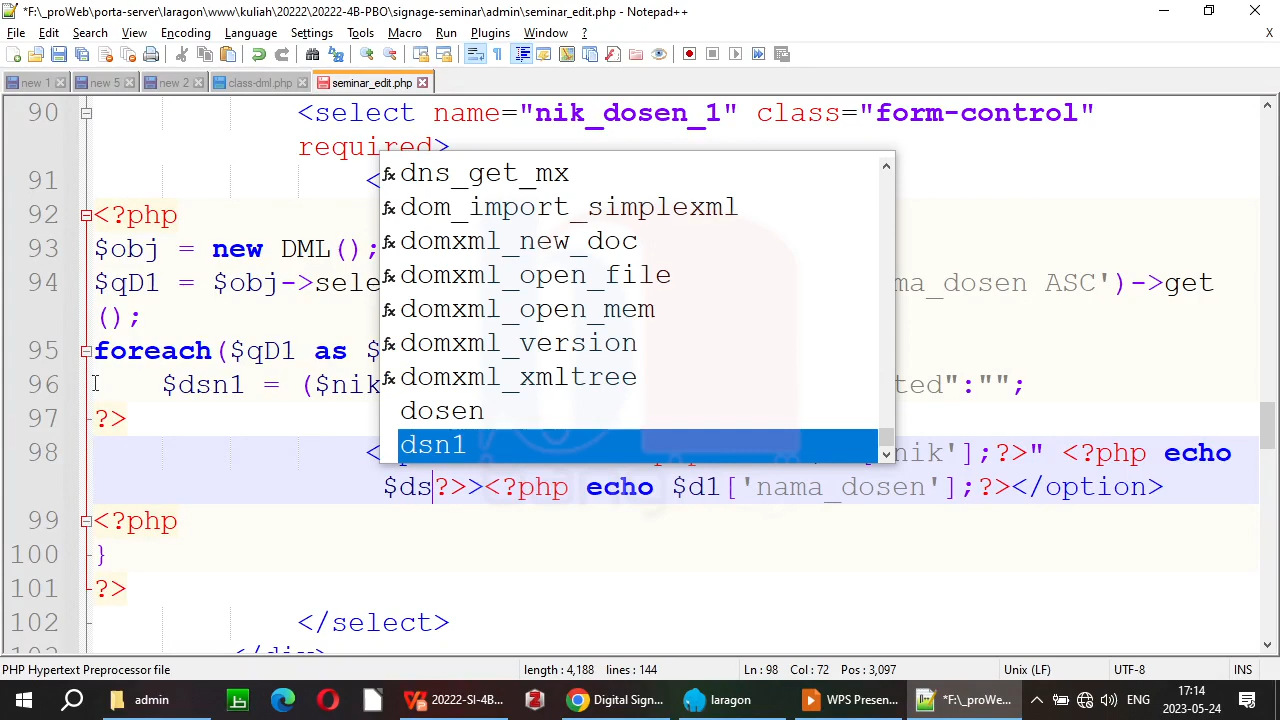 *F:\_proWeb\porta-server\laragon\www\kuliah\20222\20222-4B-PBO\signage-seminar\admin\seminar_edit.php - Notepad++
File Edit Search View Encoding Language Settings Tools Macro Run Plugins Window ? X
new 1 new 5 new 2 class-dml.php seminar_edit.php
90 <select name="nik_dosen_1" class="form-control"
required>
91 <
92 <?php
93 $obj = new DML();
94 $qD1 = $obj->sele ma_dosen ASC')->get
();
95 foreach($qD1 as $
96 $dsn1 = ($nik ted":"";
97 ?>
98 < nik'];?>" <?php echo
$ds?>><?php echo $d1['nama_dosen'];?></option>
99 <?php
100 }
101 ?>
102 </select>
dns_get_mx
dom_import_simplexml
domxml_new_doc
domxml_open_file
domxml_open_mem
domxml_version
domxml_xmltree
dosen
dsn1
PHP Hypertext Preprocessor file length : 4,188 lines : 144 Ln : 98 Col : 72 Pos : 3,097 Unix (LF) UTF-8 INS
admin 20222-SI-4B... Digital Sign... laragon WPS Presen... *F:\_proWe... ENG 17:14
2023-05-24